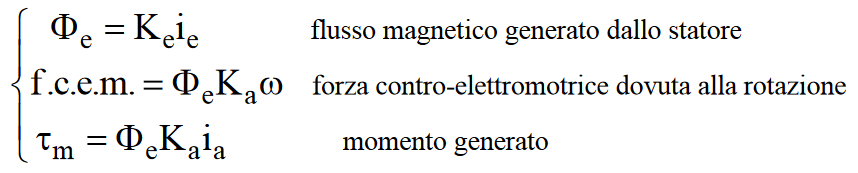 Φₑ = Kₑiₑ flusso magnetico generato dallo statore
f.c.e.m. = ΦₑKₐω forza contro-elettromotrice dovuta alla rotazione
τₘ = ΦₑKₐiₐ momento generato